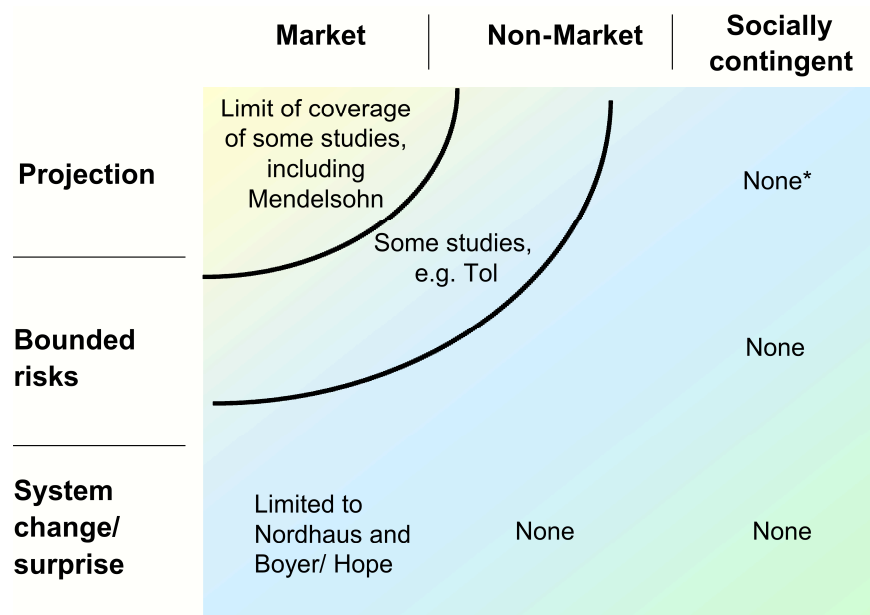 Market
Non-Market
Socially
contingent
Projection
Limit of coverage
of some studies,
including
Mendelsohn
None*
Some studies,
e.g. Tol
Bounded
risks
None
System
change/
surprise
Limited to
Nordhaus and
Boyer/ Hope
None
None